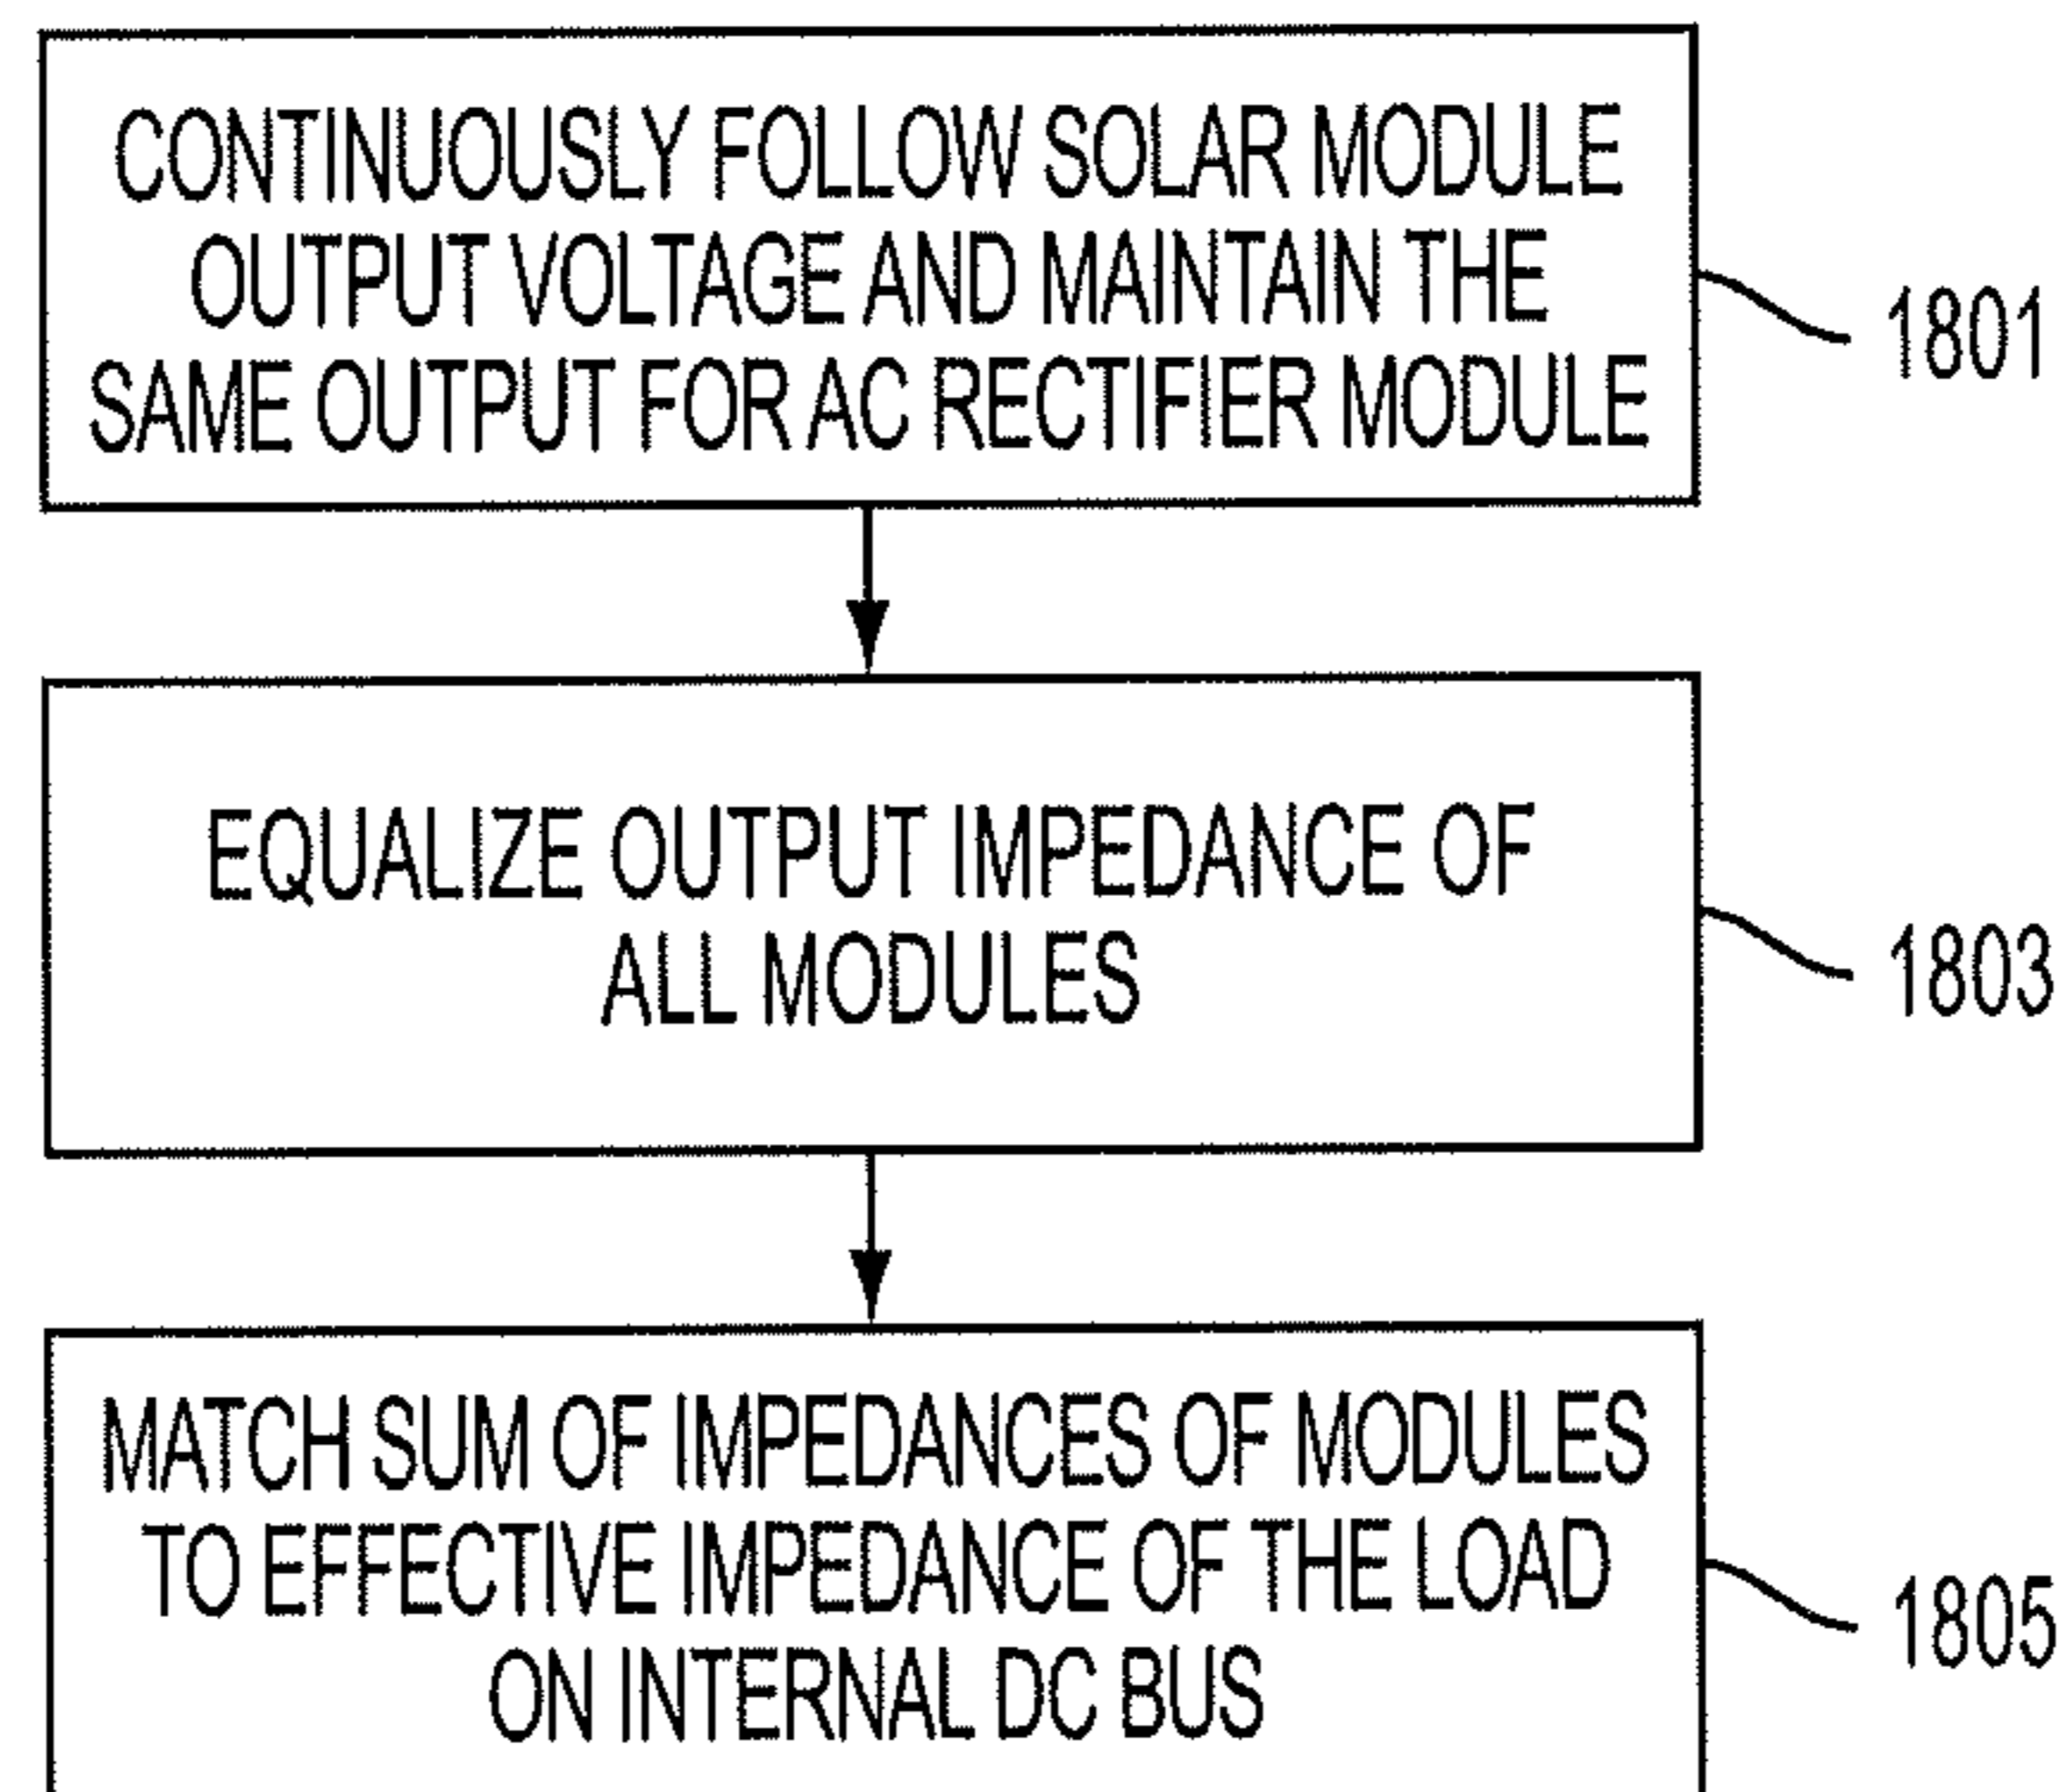 CONTINUOUSLY FOLLOW SOLAR MODULE
OUTPUT VOLTAGE AND MAINTAIN THE
SAME OUTPUT FOR AC RECTIFIER MODULE
1801
EQUALIZE OUTPUT IMPEDANCE OF
ALL MODULES
1803
MATCH SUM OF IMPEDANCES OF MODULES
TO EFFECTIVE IMPEDANCE OF THE LOAD
ON INTERNAL DC BUS
1805